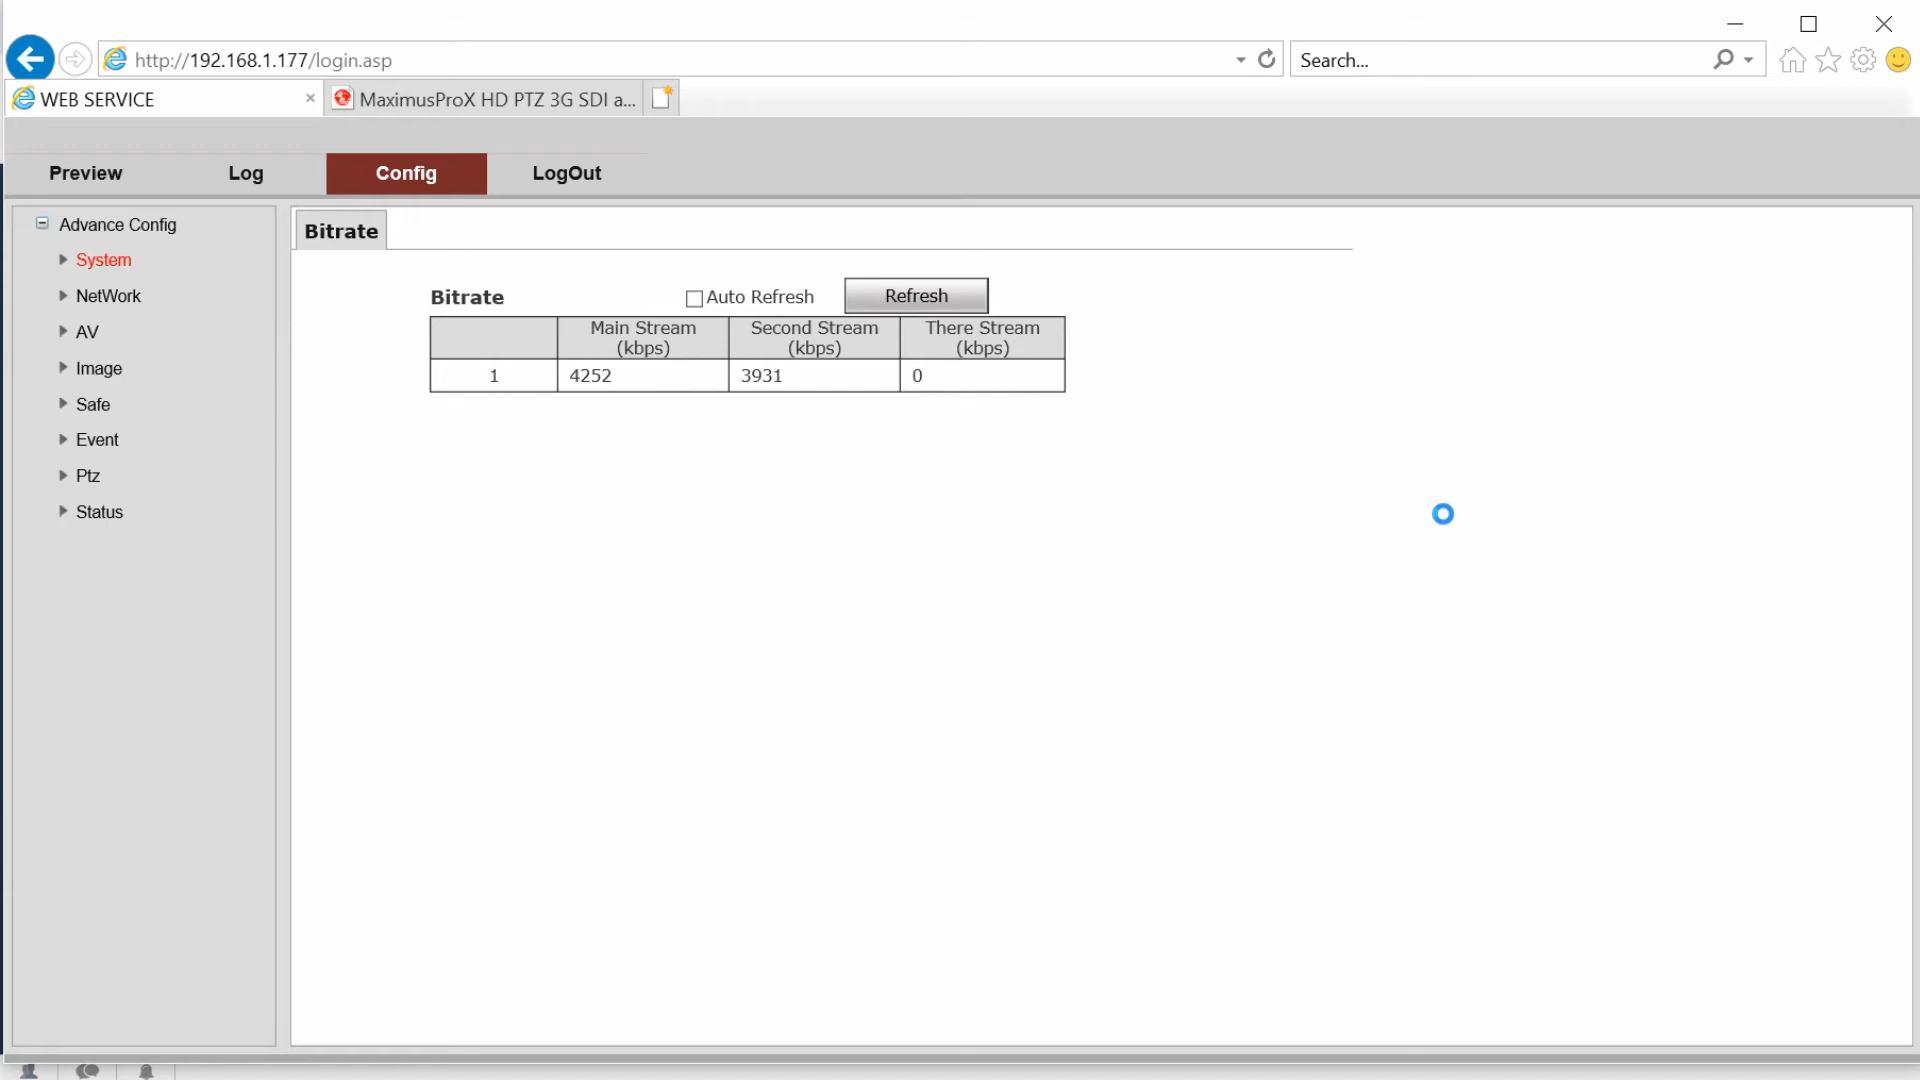 http://192.168.1.177/login.asp
Search...
WEB SERVICE
MaximusProX HD PTZ 3G SDI a...
Preview
Log
Config
LogOut
Advance Config
System
NetWork
AV
Image
Safe
Event
Ptz
Status
Bitrate
Bitrate
Auto Refresh
Refresh
Main Stream
(kbps)
Second Stream
(kbps)
There Stream
(kbps)
1
4252
3931
0